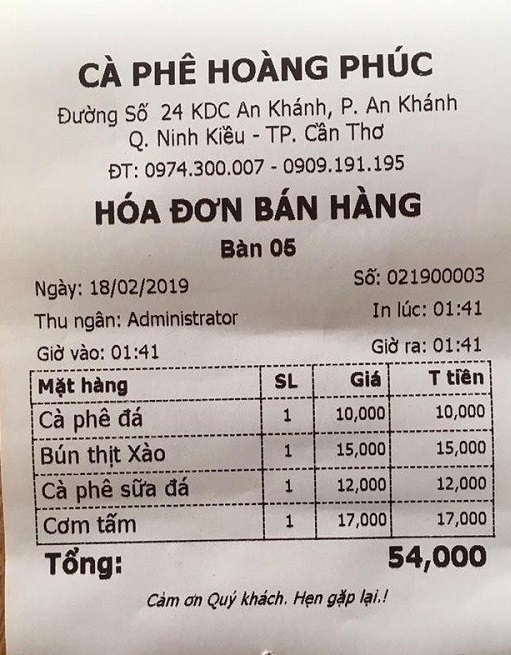 CÀ PHÊ HOÀNG PHÚC
Đường Số 24 KDC An Khánh, P. An Khánh
Q. Ninh Kiều - TP. Cần Thơ
ĐT: 0974.300.007 - 0909.191.195
HÓA ĐƠN BÁN HÀNG
Bàn 05
Ngày: 18/02/2019 Số: 021900003
Thu ngân: Administrator In lúc: 01:41
Giờ vào: 01:41 Giờ ra: 01:41
Mặt hàng SL Giá T tiền
Cà phê đá 1 10,000 10,000
Bún thịt Xào 1 15,000 15,000
Cà phê sữa đá 1 12,000 12,000
Cơm tấm 1 17,000 17,000
Tổng: 54,000
Cảm ơn Quý khách. Hẹn gặp lại.!